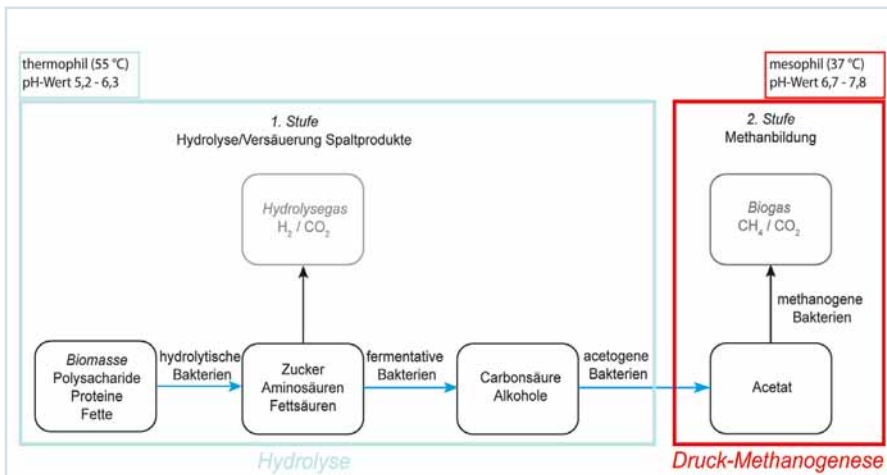 thermophil (55 °C)
pH-Wert 5,2 - 6,3
mesophil (37 °C)
pH-Wert 6,7 - 7,8
1. Stufe
Hydrolyse/Versäuerung Spaltprodukte
2. Stufe
Methanbildung
Hydrolysegas
H₂ / CO₂
Biogas
CH₄ / CO₂
methanogene
Bakterien
Biomasse
Polysacharide
Proteine
Fette
hydrolytische
Bakterien
Zucker
Aminosäuren
Fettsäuren
fermentative
Bakterien
Carbonsäure
Alkohole
acetogene
Bakterien
Acetat
Hydrolyse
Druck-Methanogenese